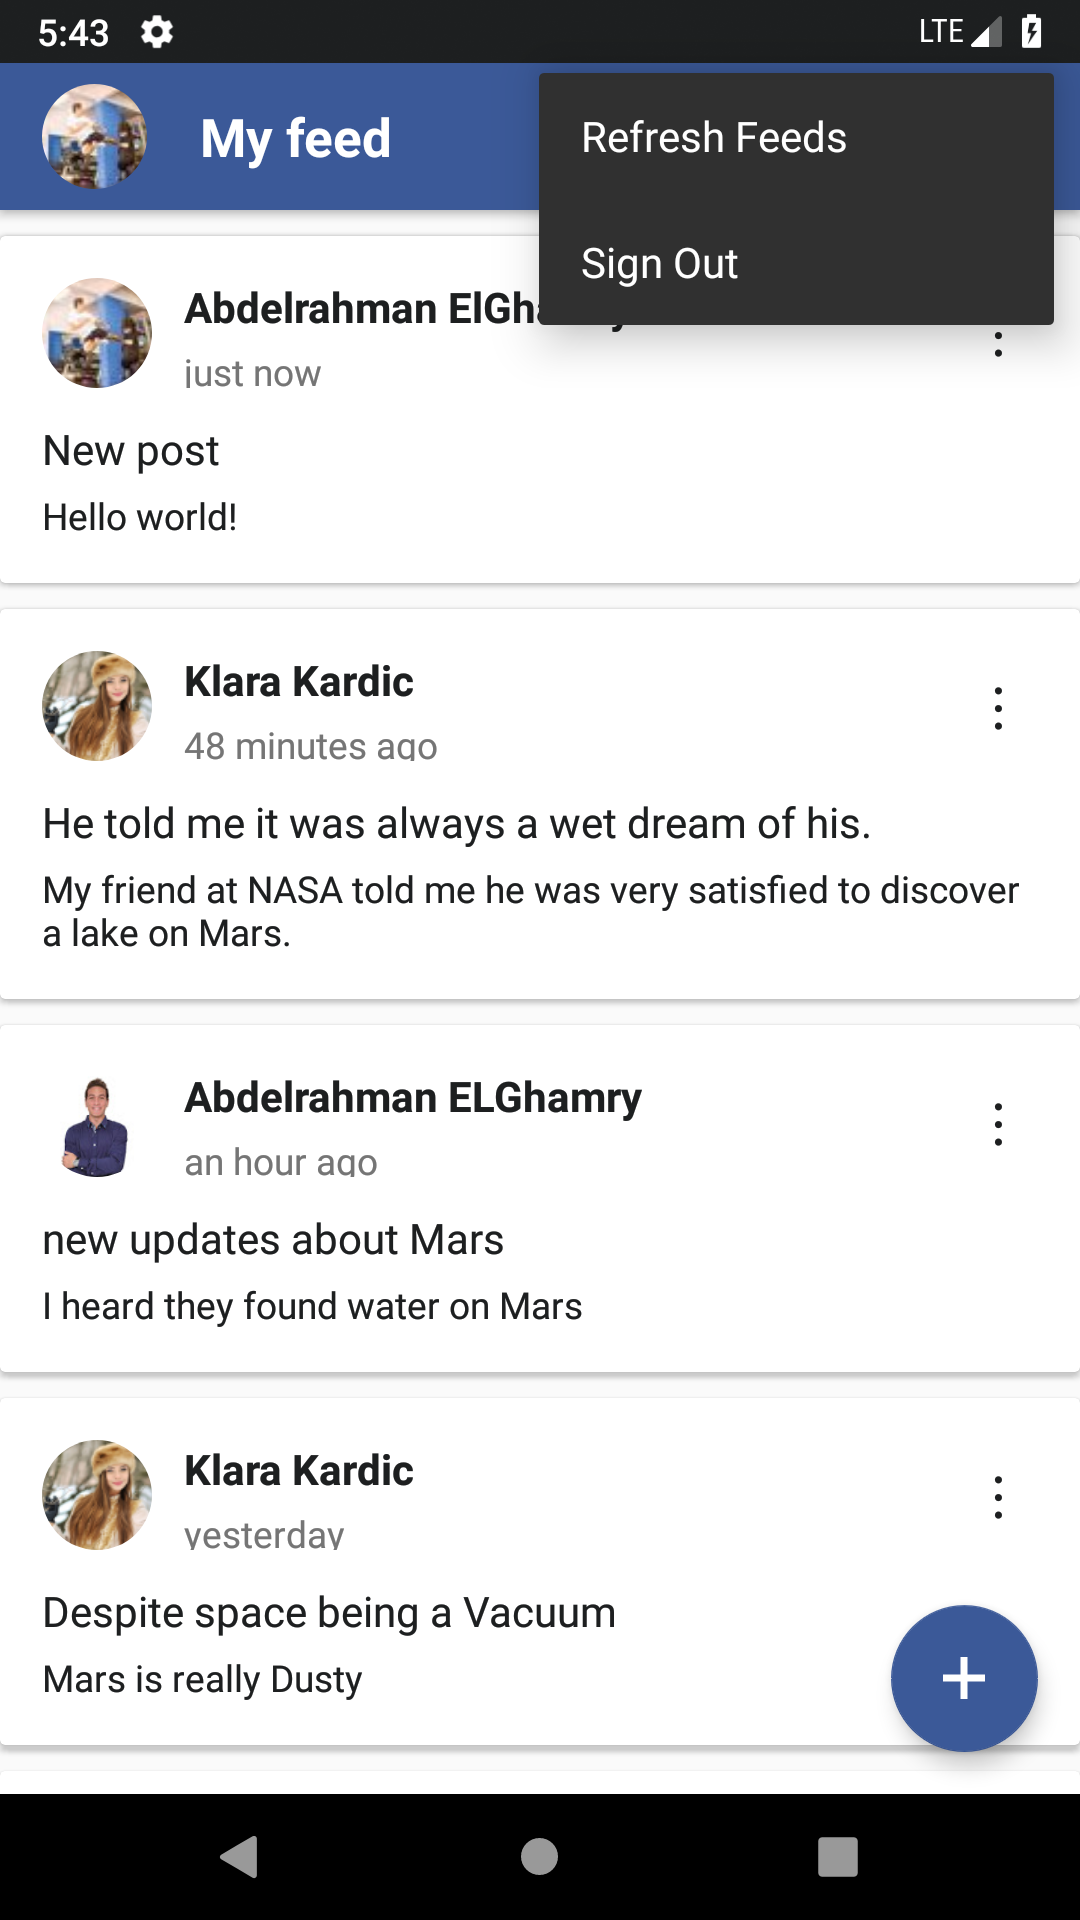 5:43
LTE
My feed
Refresh Feeds
Sign Out
Abdelrahman ElGhamry
just now
New post
Hello world!
Klara Kardic
48 minutes ago
He told me it was always a wet dream of his.
My friend at NASA told me he was very satisfied to discover
a lake on Mars.
Abdelrahman ELGhamry
an hour ago
new updates about Mars
I heard they found water on Mars
Klara Kardic
yesterday
Despite space being a Vacuum
Mars is really Dusty